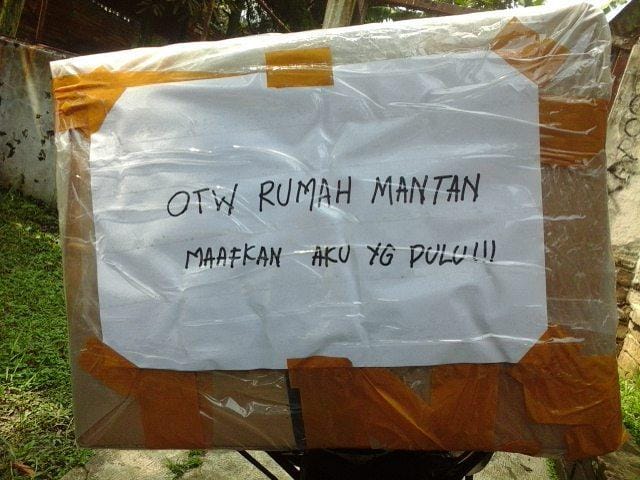 OTW RUMAH MANTAN
MAAFKAN AKU YG DULU!!!